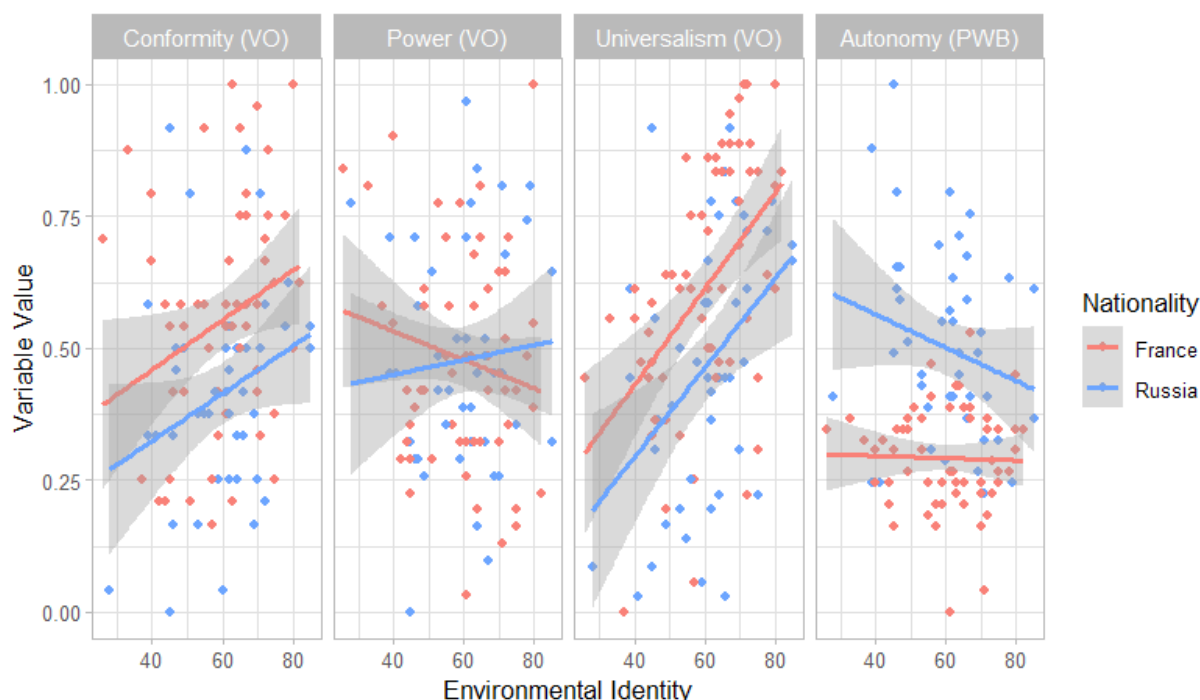 Conformity (VO) Power (VO) Universalism (VO) Autonomy (PWB)
Variable Value
1.00
0.75
0.50
0.25
0.00
40 60 80 40 60 80 40 60 80 40 60 80
Environmental Identity
Nationality
France
Russia